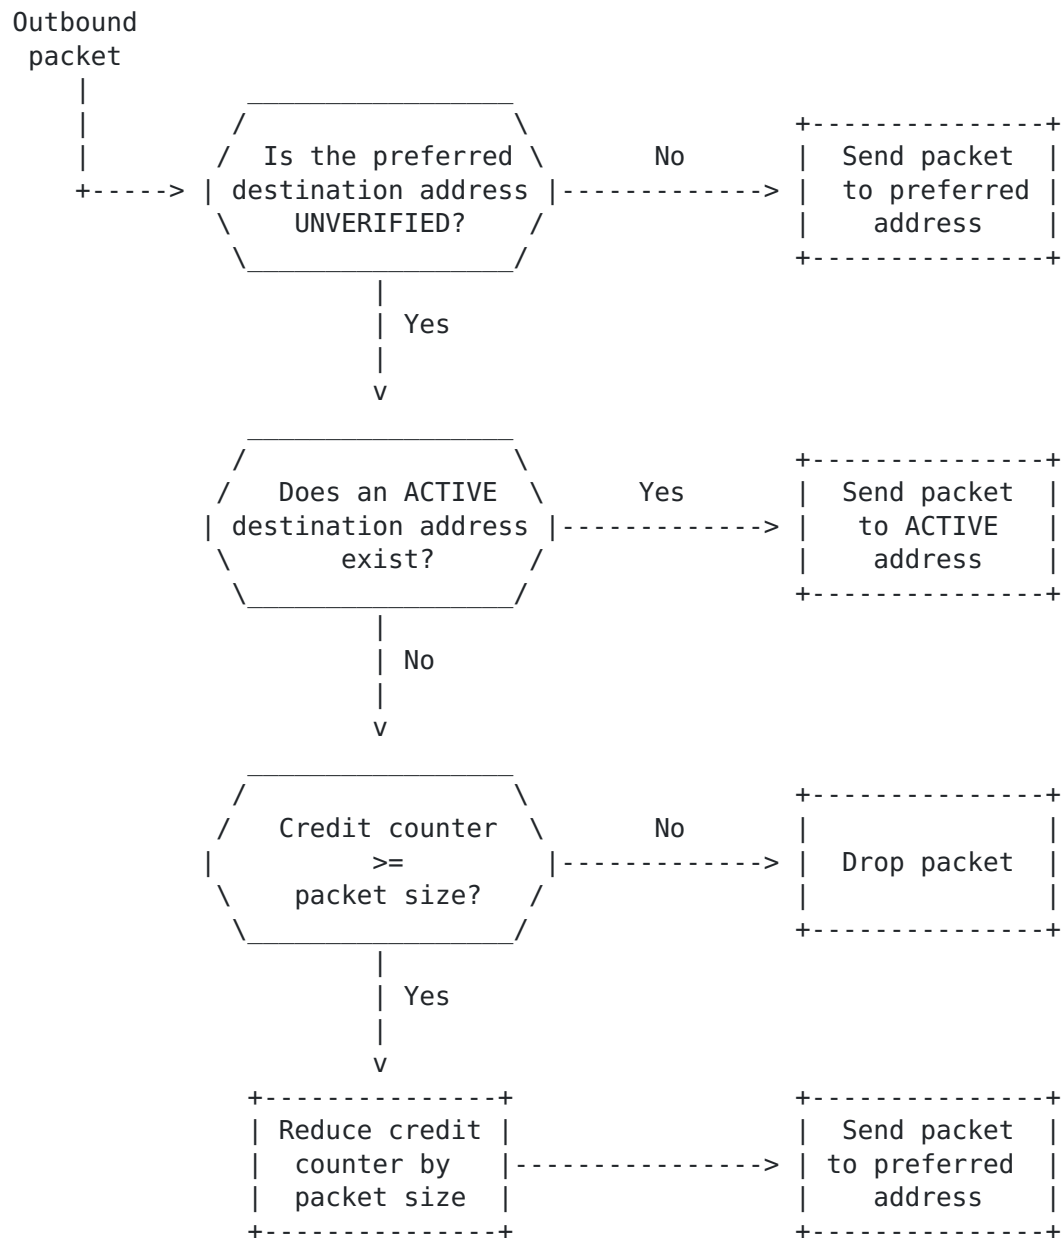 Outbound
packet
Is the preferred
destination address
UNVERIFIED?
No
Send packet
to preferred
address
Yes
Does an ACTIVE
destination address
exist?
Yes
Send packet
to ACTIVE
address
No
Credit counter
>=
packet size?
No
Drop packet
Yes
Reduce credit
counter by
packet size
Send packet
to preferred
address